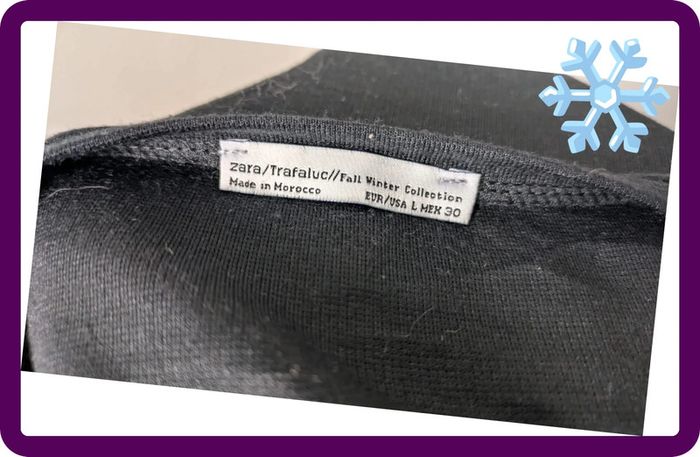 zara/Trafaluc//Fall Winter Collection
Made in Morocco
EUR/USA L MEX 30